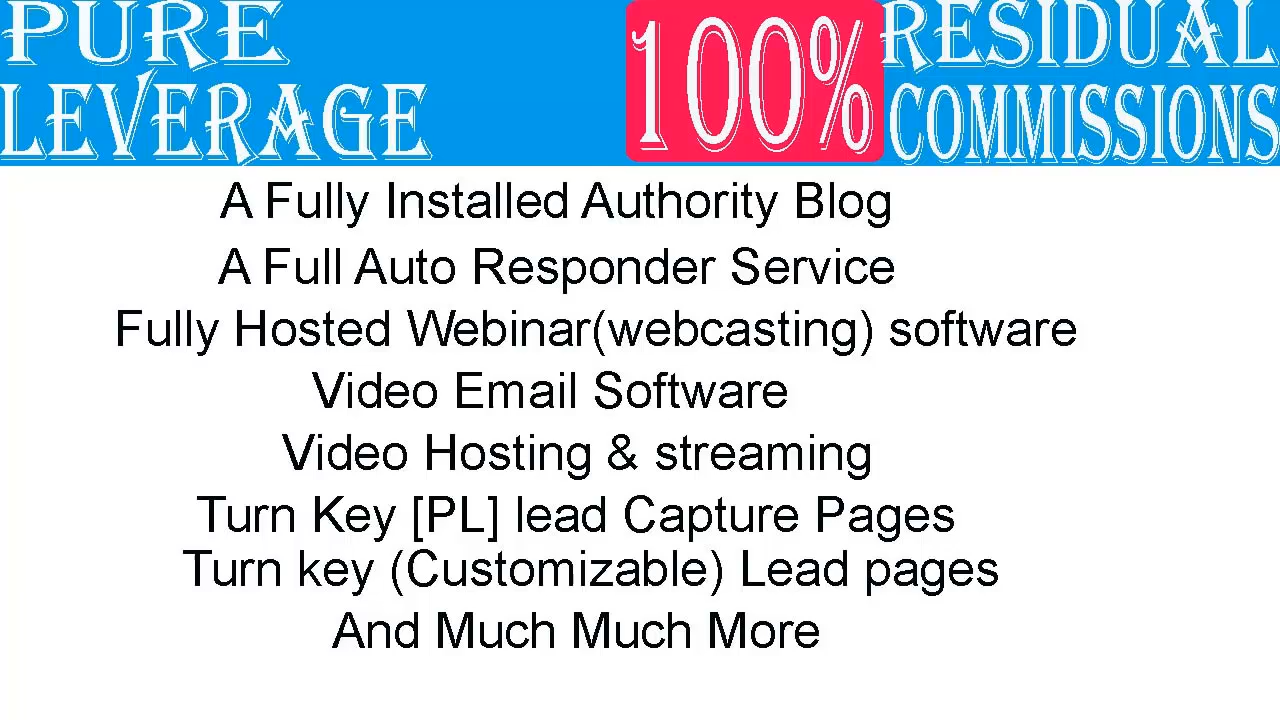 PURE
LEVERAGE
100%
RESIDUAL
COMMISSIONS
A Fully Installed Authority Blog
A Full Auto Responder Service
Fully Hosted Webinar(webcasting) software
Video Email Software
Video Hosting & streaming
Turn Key [PL] lead Capture Pages
Turn key (Customizable) Lead pages
And Much Much More